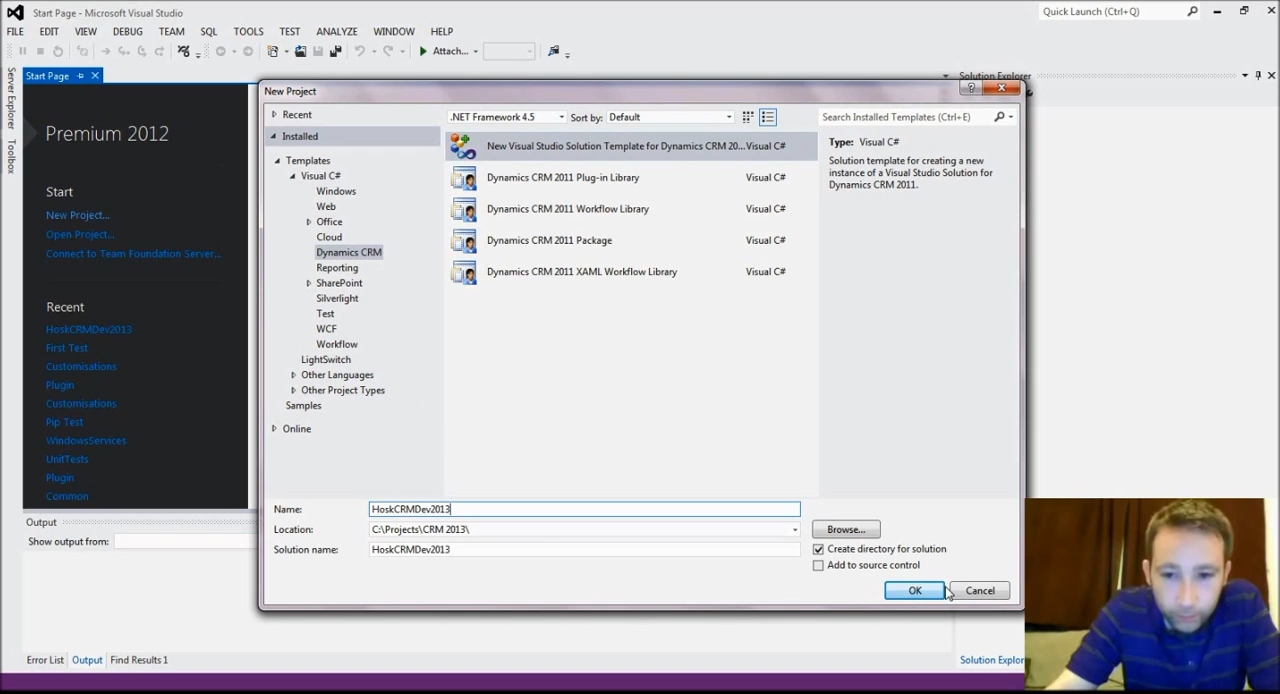 Start Page - Microsoft Visual Studio
Quick Launch (Ctrl+Q)
FILE EDIT VIEW DEBUG TEAM SQL TOOLS TEST ANALYZE WINDOW HELP
Attach...
Server Explorer
Toolbox
Start Page
Solution Explorer
Premium 2012
Start
New Project...
Open Project...
Connect to Team Foundation Server...
Recent
HoskCRMDev2013
First Test
Customisations
Plugin
Customisations
Pip Test
WindowsServices
UnitTests
Plugin
Common
New Project
Recent
Installed
Templates
Visual C#
Windows
Web
Office
Cloud
Dynamics CRM
Reporting
SharePoint
Silverlight
Test
WCF
Workflow
LightSwitch
Other Languages
Other Project Types
Samples
Online
.NET Framework 4.5 Sort by: Default
New Visual Studio Solution Template for Dynamics CRM 20... Visual C#
Dynamics CRM 2011 Plug-in Library Visual C#
Dynamics CRM 2011 Workflow Library Visual C#
Dynamics CRM 2011 Package Visual C#
Dynamics CRM 2011 XAML Workflow Library Visual C#
Search Installed Templates (Ctrl+E)
Type: Visual C#
Solution template for creating a new
instance of a Visual Studio Solution for
Dynamics CRM 2011.
Name: HoskCRMDev2013
Location: C:\Projects\CRM 2013\ Browse...
Solution name: HoskCRMDev2013
Create directory for solution
Add to source control
OK Cancel
Output
Show output from:
Error List Output Find Results 1
Solution Explor